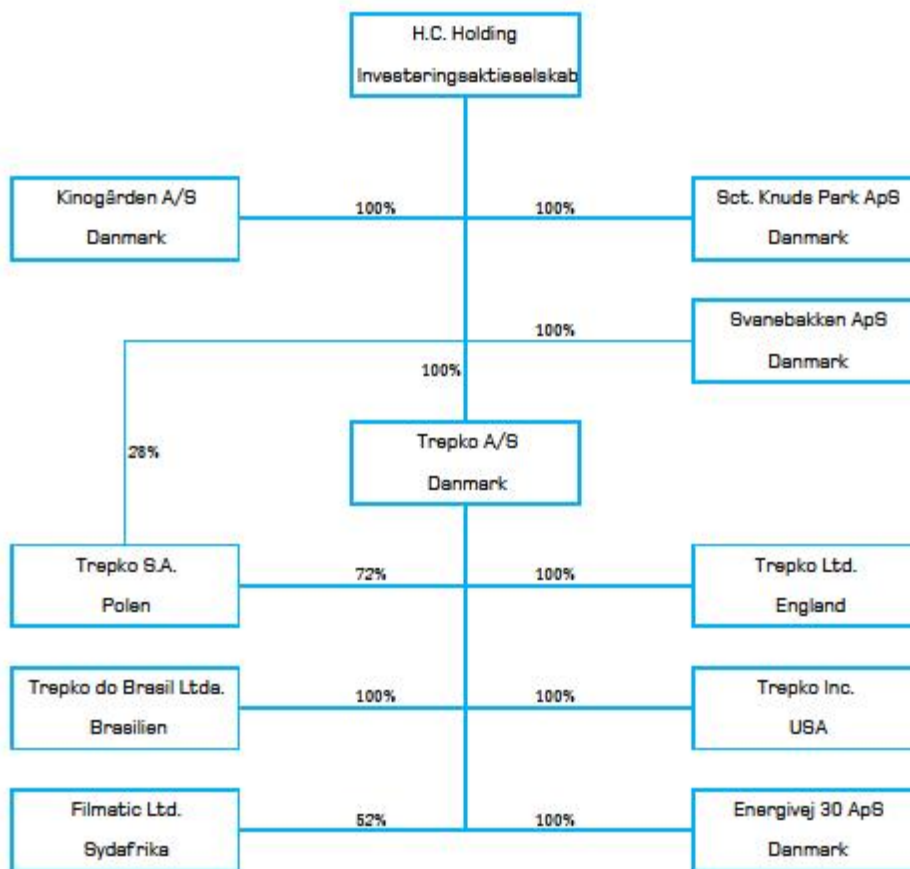 H.C. Holding
Investeringsaktieselskab
Kinogården A/S
Danmark
100%
100%
Sct. Knuds Park ApS
Danmark
100%
Svanebakken ApS
Danmark
100%
28%
Trepko A/S
Danmark
Trepko S.A.
Polen
72%
100%
Trepko Ltd.
England
Trepko do Brasil Ltda.
Brasilien
100%
100%
Trepko Inc.
USA
Filmatic Ltd.
Sydafrika
52%
100%
Energivej 30 ApS
Danmark